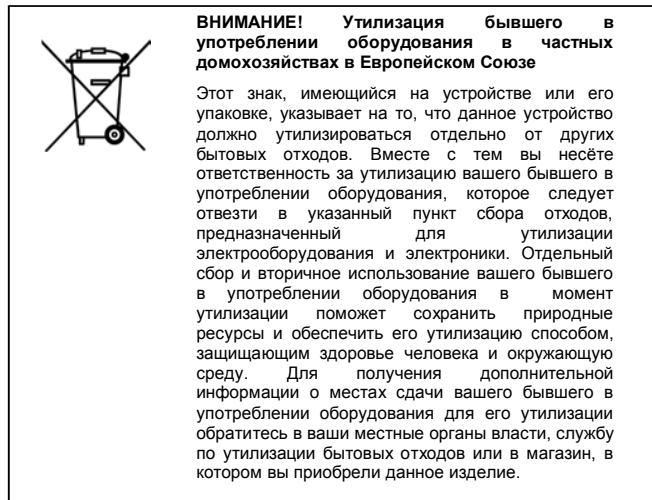 ВНИМАНИЕ! Утилизация бывшего в
употреблении оборудования в частных
домохозяйствах в Европейском Союзе
Этот знак, имеющийся на устройстве или его
упаковке, указывает на то, что данное устройство
должно утилизироваться отдельно от других
бытовых отходов. Вместе с тем вы несёте
ответственность за утилизацию вашего бывшего в
употреблении оборудования, которое следует
отвезти в указанный пункт сбора отходов,
предназначенный для утилизации
электрооборудования и электроники. Отдельный
сбор и вторичное использование вашего бывшего
в употреблении оборудования в момент
утилизации поможет сохранить природные
ресурсы и обеспечить его утилизацию способом,
защищающим здоровье человека и окружающую
среду. Для получения дополнительной
информации о местах сдачи вашего бывшего в
употреблении оборудования для его утилизации
обратитесь в ваши местные органы власти, службу
по утилизации бытовых отходов или в магазин, в
котором вы приобрели данное изделие.